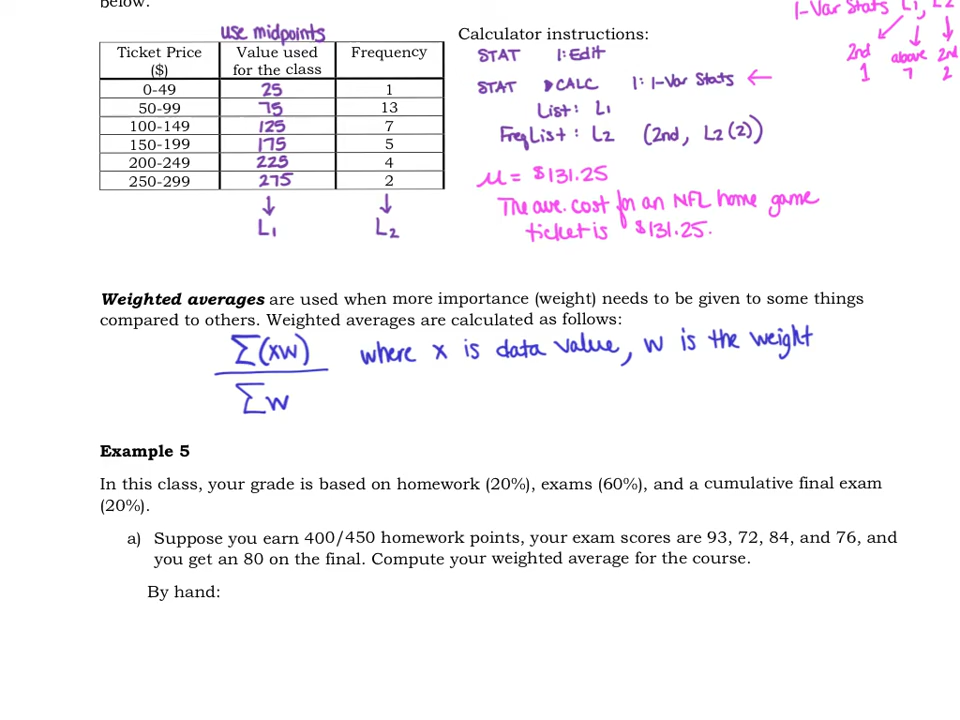 below.
1-Var Stats L1, L2
2nd 1 above 7 2nd 2
use midpoints
Ticket Price ($) Value used for the class Frequency
0-49 25 1
50-99 75 13
100-149 125 7
150-199 175 5
200-249 225 4
250-299 275 2
L1 L2
Calculator instructions:
STAT 1: Edit
STAT ▶CALC 1: 1-Var Stats ←
List: L1
FreqList: L2 (2nd, L2(2))
μ = $131.25
The ave. cost for an NFL home game
ticket is $131.25.
Weighted averages are used when more importance (weight) needs to be given to some things
compared to others. Weighted averages are calculated as follows:
Σ(xw) where x is data value, w is the weight
Σw
Example 5
In this class, your grade is based on homework (20%), exams (60%), and a cumulative final exam
(20%).
a) Suppose you earn 400/450 homework points, your exam scores are 93, 72, 84, and 76, and
you get an 80 on the final. Compute your weighted average for the course.
By hand: